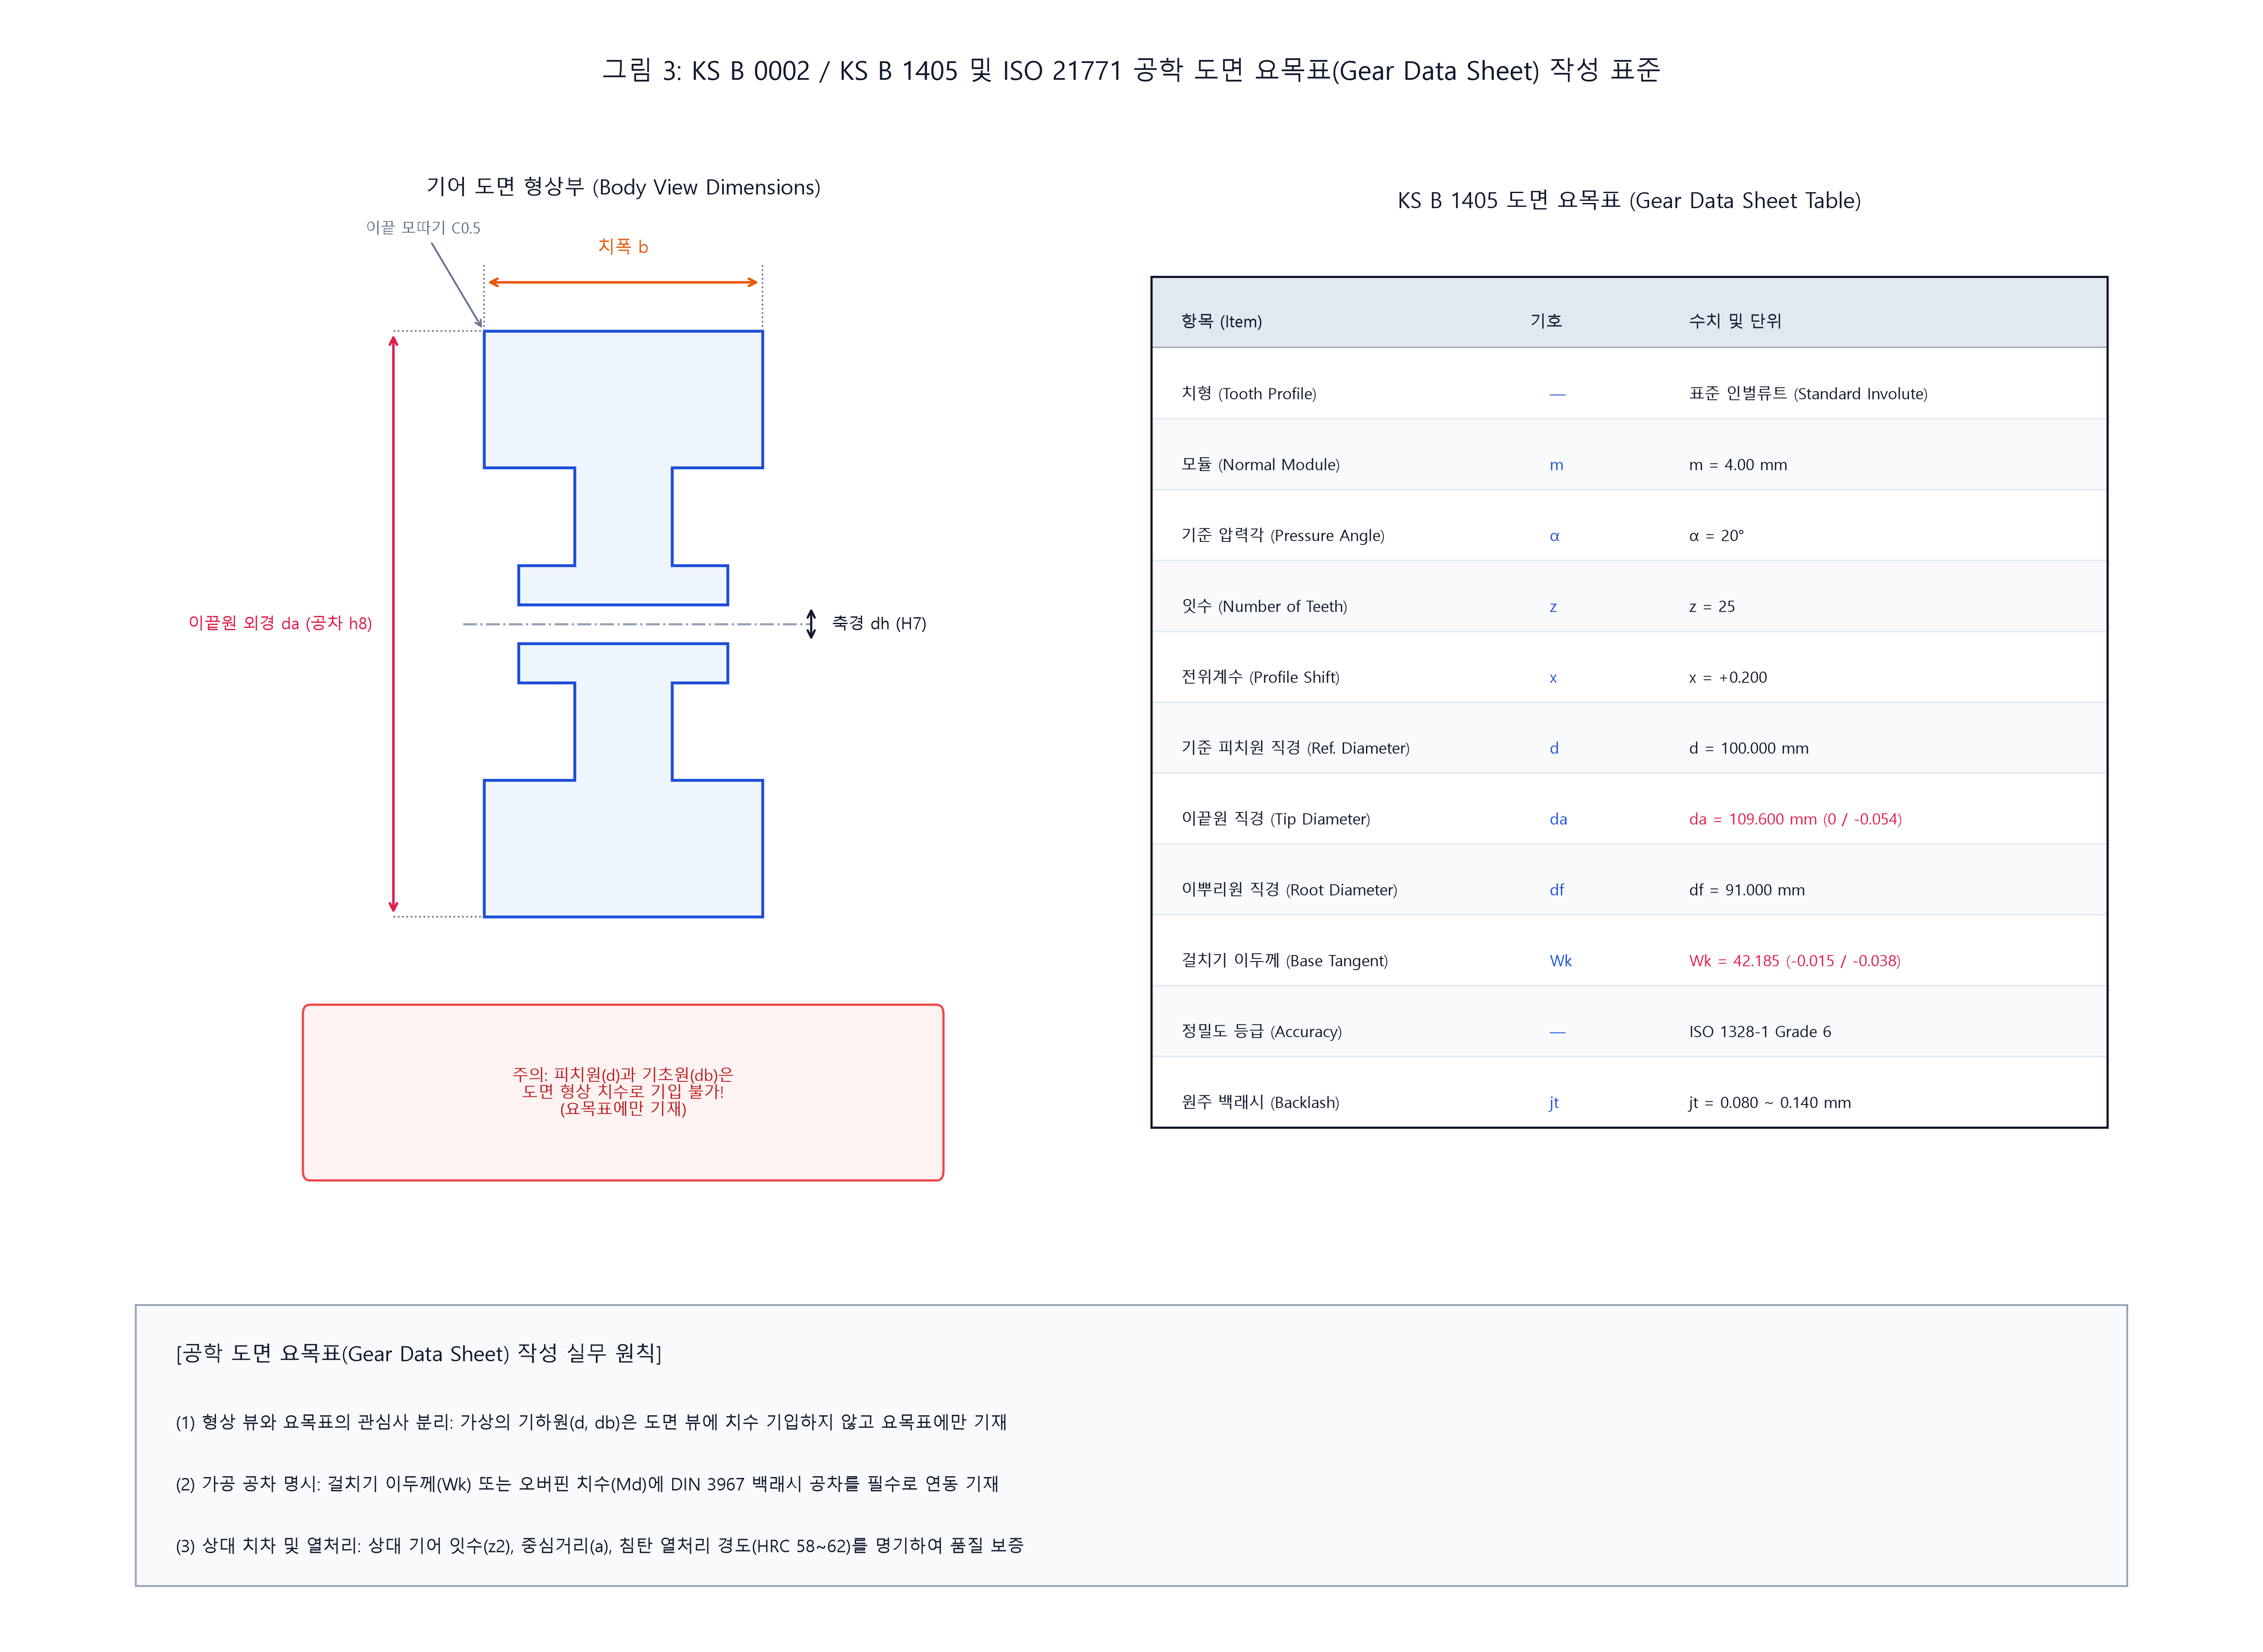 그림 3: KS B 0002 / KS B 1405 및 ISO 21771 공학 도면 요목표(Gear Data Sheet) 작성 표준
기어 도면 형상부 (Body View Dimensions)
이끝 모따기 C0.5
치폭 b
이끝원 외경 da (공차 h8)
축경 dh (H7)
주의: 피치원(d)과 기초원(db)은
도면 형상 치수로 기입 불가!
(요목표에만 기재)
KS B 1405 도면 요목표 (Gear Data Sheet Table)
항목 (Item) 기호 수치 및 단위
치형 (Tooth Profile) — 표준 인벌류트 (Standard Involute)
모듈 (Normal Module) m m = 4.00 mm
기준 압력각 (Pressure Angle) α α = 20°
잇수 (Number of Teeth) z z = 25
전위계수 (Profile Shift) x x = +0.200
기준 피치원 직경 (Ref. Diameter) d d = 100.000 mm
이끝원 직경 (Tip Diameter) da da = 109.600 mm (0 / -0.054)
이뿌리원 직경 (Root Diameter) df df = 91.000 mm
걸치기 이두께 (Base Tangent) Wk Wk = 42.185 (-0.015 / -0.038)
정밀도 등급 (Accuracy) — ISO 1328-1 Grade 6
원주 백래시 (Backlash) jt jt = 0.080 ~ 0.140 mm
[공학 도면 요목표(Gear Data Sheet) 작성 실무 원칙]
(1) 형상 뷰와 요목표의 관심사 분리: 가상의 기하원(d, db)은 도면 뷰에 치수 기입하지 않고 요목표에만 기재
(2) 가공 공차 명시: 걸치기 이두께(Wk) 또는 오버핀 치수(Md)에 DIN 3967 백래시 공차를 필수로 연동 기재
(3) 상대 치차 및 열처리: 상대 기어 잇수(z2), 중심거리(a), 침탄 열처리 경도(HRC 58~62)를 명기하여 품질 보증